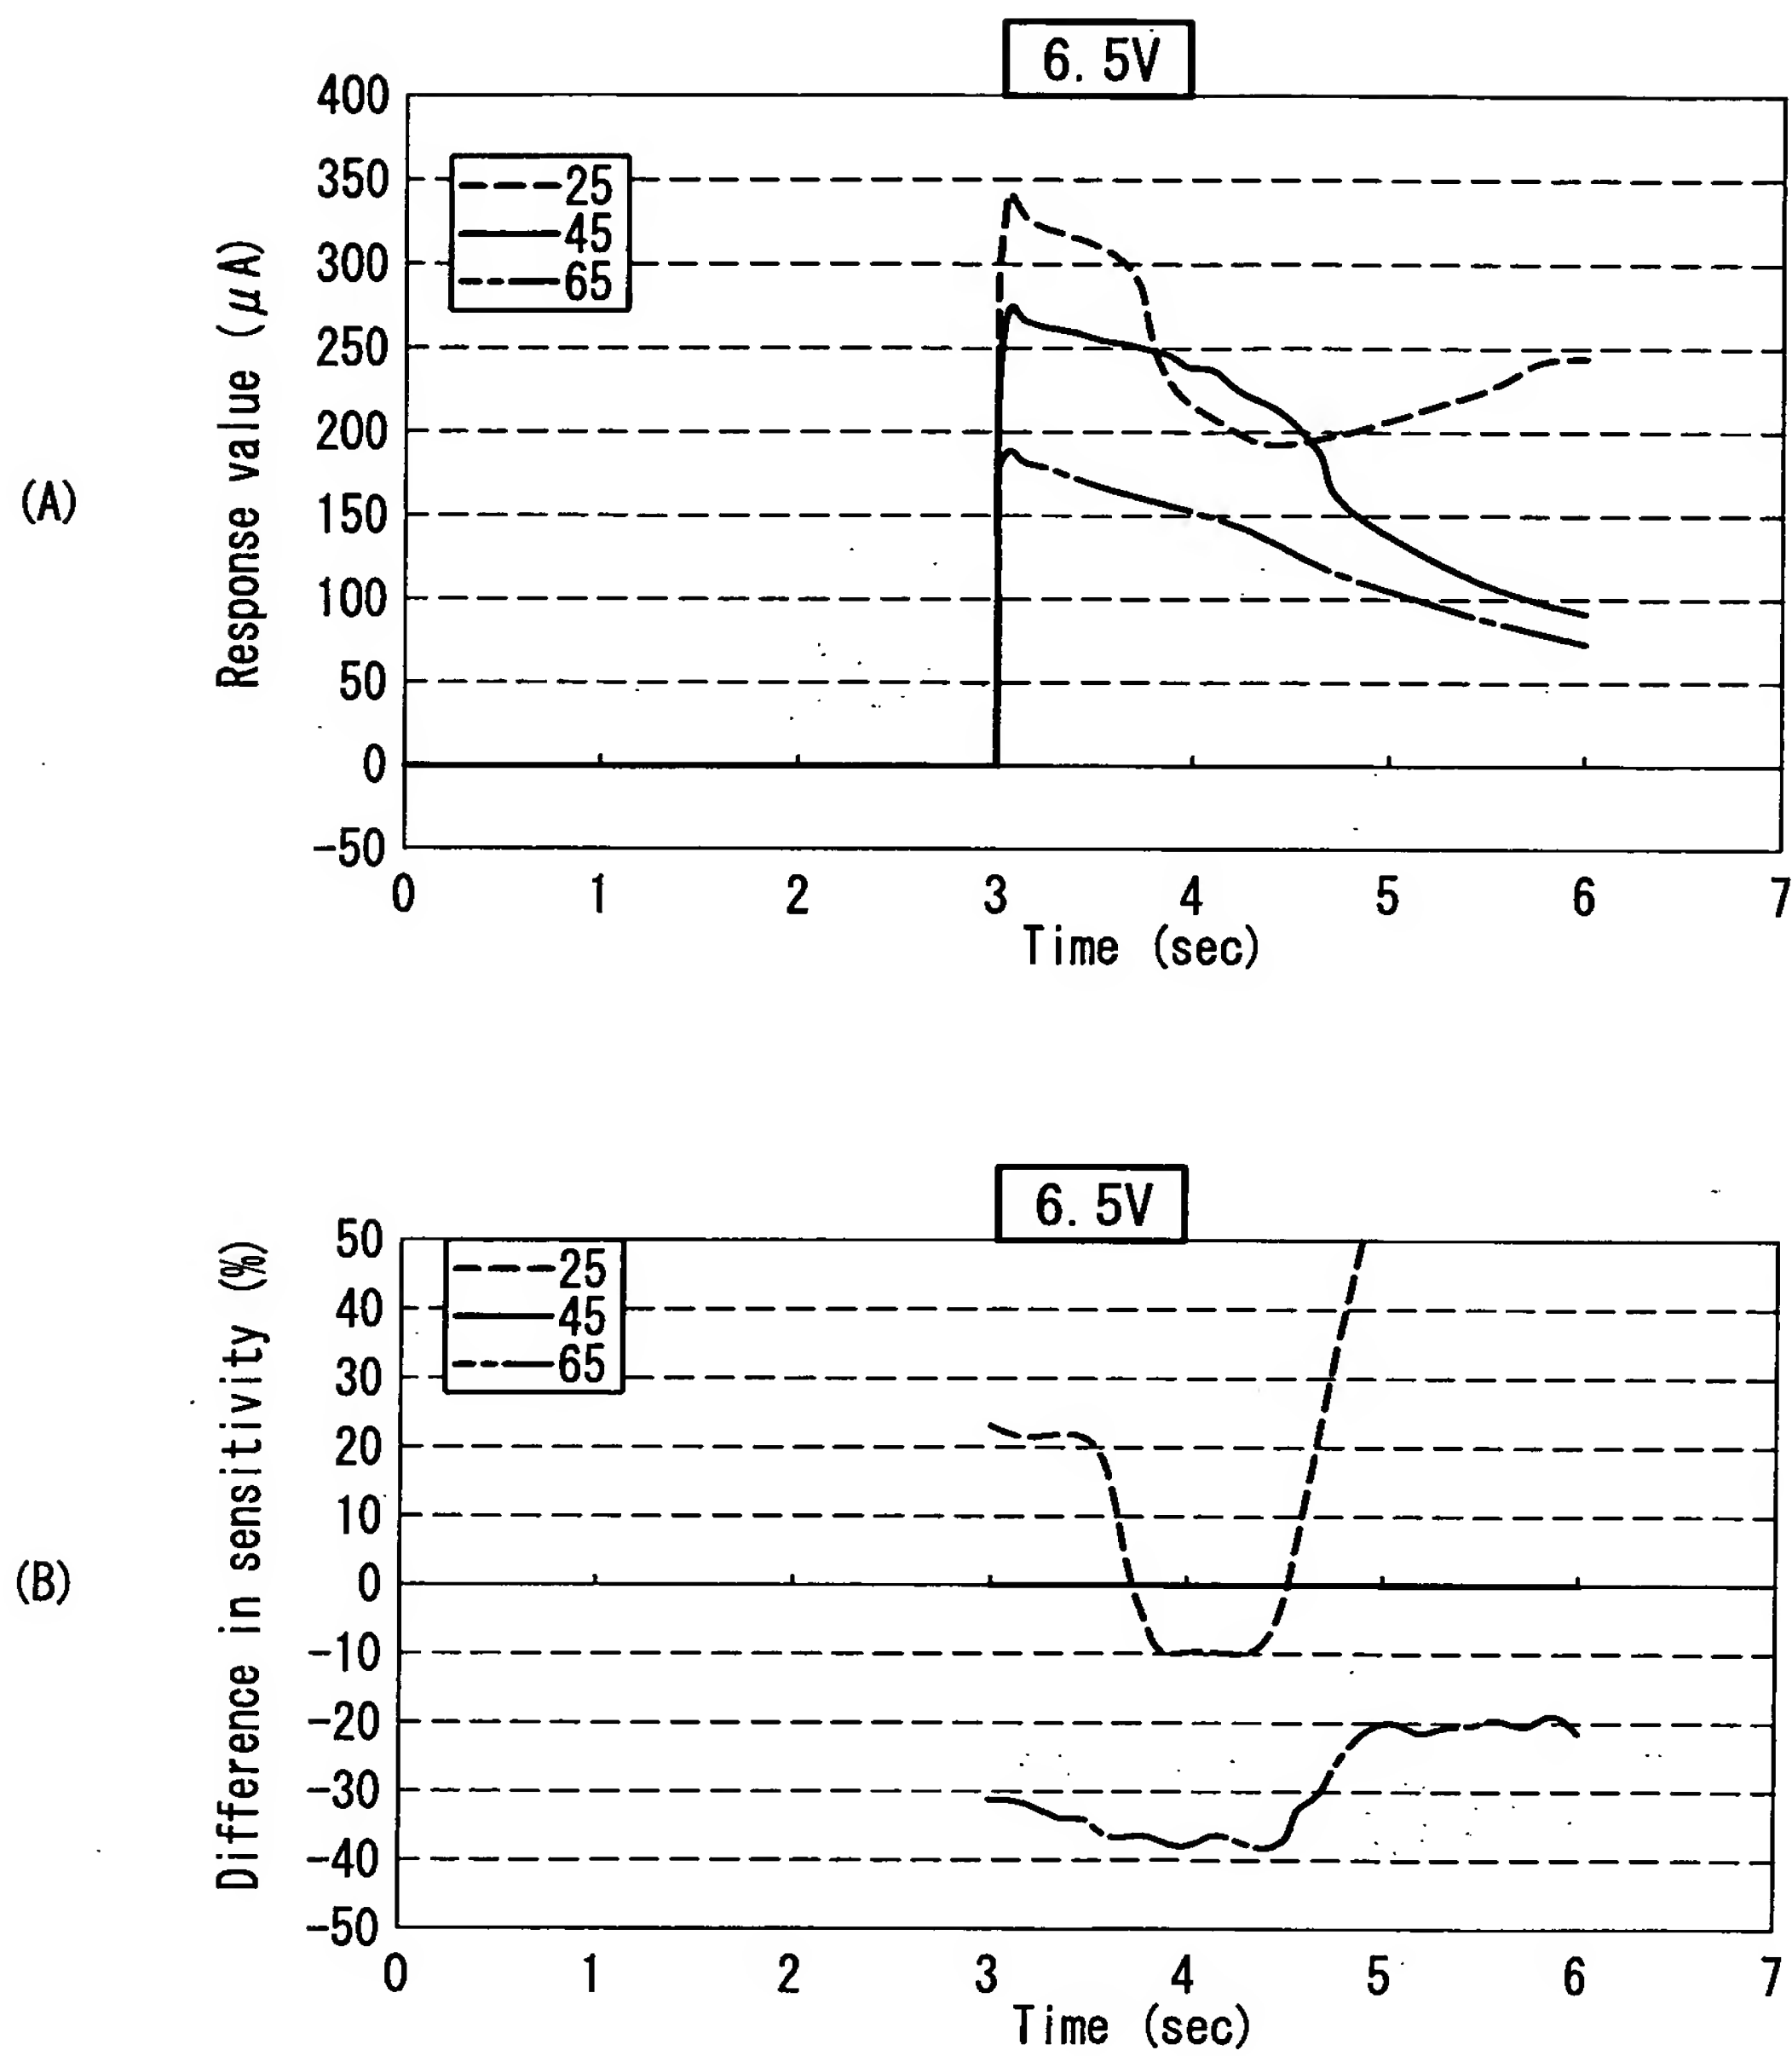 (A)
6.5V
Response value (μA)
400
350
300
250
200
150
100
50
0
-50
25
45
65
0 1 2 3 4 5 6 7
Time (sec)
(B)
6.5V
Difference in sensitivity (%)
50
40
30
20
10
0
-10
-20
-30
-40
-50
25
45
65
0 1 2 3 4 5 6 7
Time (sec)